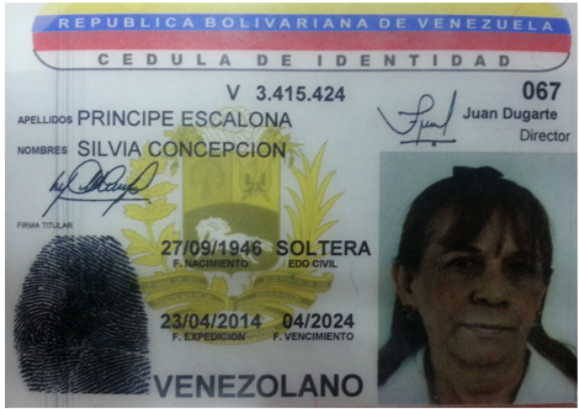 REPUBLICA BOLIVARIANA DE VENEZUELA
CEDULA DE IDENTIDAD
V 3.415.424
067
APELLIDOS PRINCIPE ESCALONA
Juan Dugarte
Director
NOMBRES SILVIA CONCEPCION
FIRMA TITULAR
27/09/1946 SOLTERA
F. NACIMIENTO EDO CIVIL
23/04/2014 04/2024
F. EXPEDICION F. VENCIMIENTO
VENEZOLANO